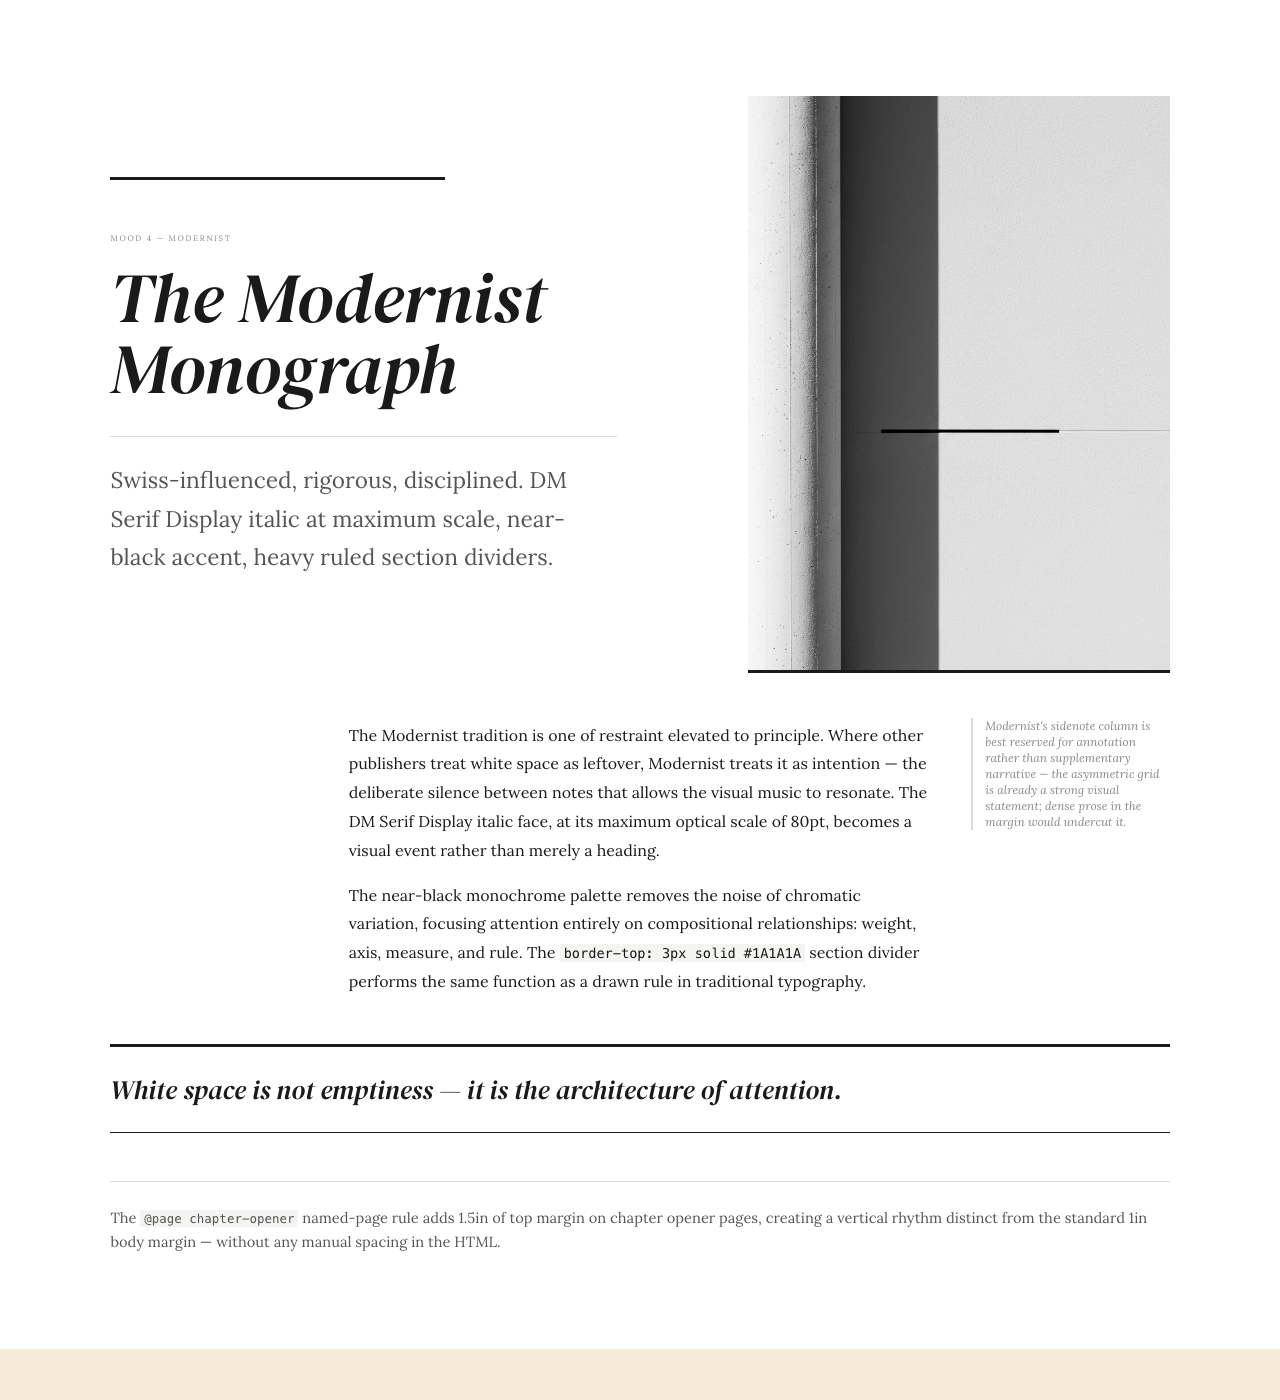 MOOD 4 — MODERNIST
The Modernist
Monograph
Swiss-influenced, rigorous, disciplined. DM
Serif Display italic at maximum scale, near-
black accent, heavy ruled section dividers.
The Modernist tradition is one of restraint elevated to principle. Where other
publishers treat white space as leftover, Modernist treats it as intention — the
deliberate silence between notes that allows the visual music to resonate. The
DM Serif Display italic face, at its maximum optical scale of 80pt, becomes a
visual event rather than merely a heading.
The near-black monochrome palette removes the noise of chromatic
variation, focusing attention entirely on compositional relationships: weight,
axis, measure, and rule. The border-top: 3px solid #1A1A1A section divider
performs the same function as a drawn rule in traditional typography.
Modernist's sidenote column is
best reserved for annotation
rather than supplementary
narrative — the asymmetric grid
is already a strong visual
statement; dense prose in the
margin would undercut it.
White space is not emptiness — it is the architecture of attention.
The @page chapter-opener named-page rule adds 1.5in of top margin on chapter opener pages, creating a vertical rhythm distinct from the standard 1in
body margin — without any manual spacing in the HTML.